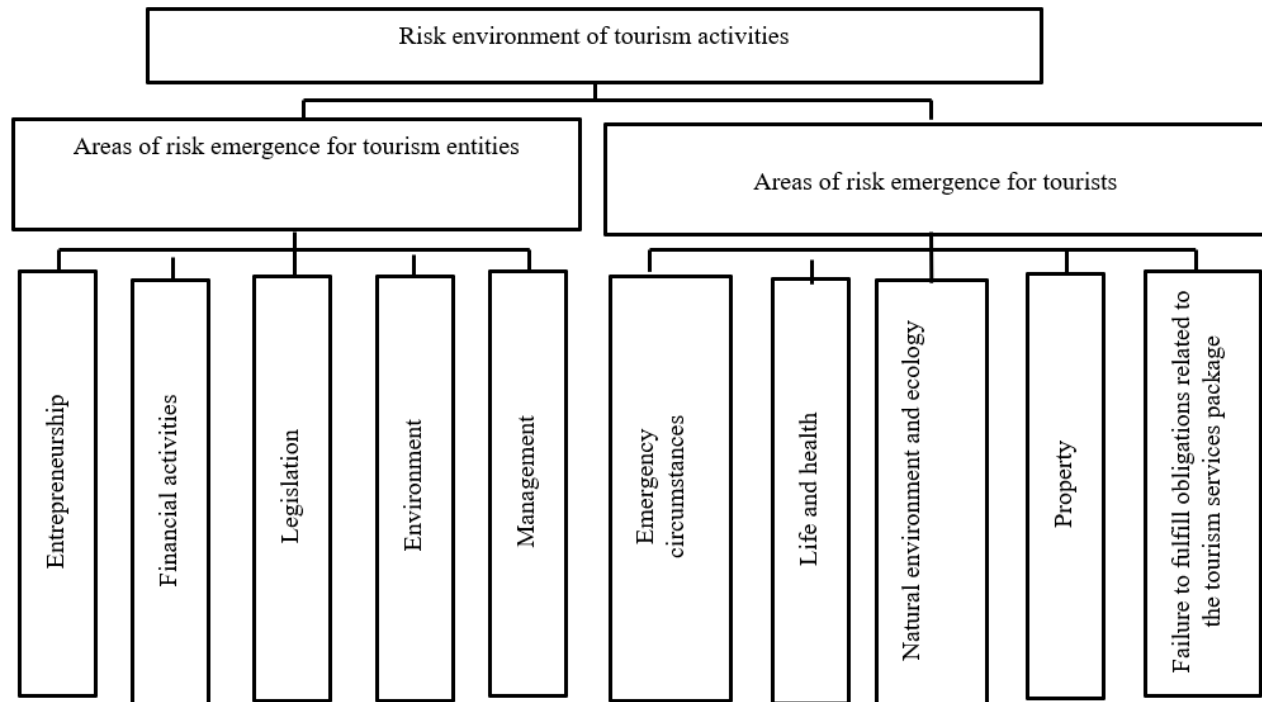 Risk environment of tourism activities
Areas of risk emergence for tourism entities
Areas of risk emergence for tourists
Entrepreneurship
Financial activities
Legislation
Environment
Management
Emergency
circumstances
Life and health
Natural environment and ecology
Property
Failure to fulfill obligations related to
the tourism services package